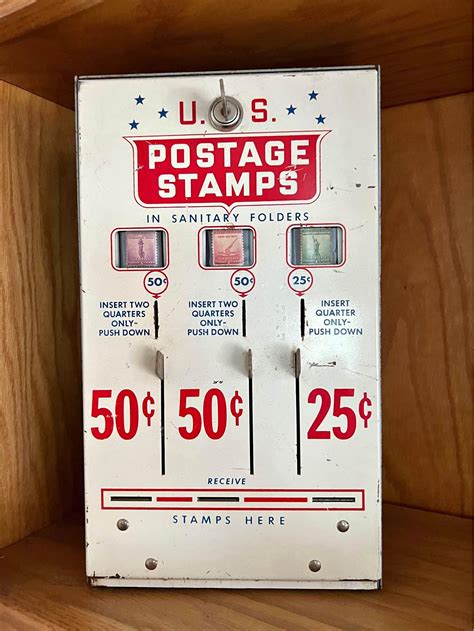 U. S.
POSTAGE
STAMPS
IN SANITARY FOLDERS
50¢
50¢
25¢
INSERT TWO
QUARTERS
ONLY-
PUSH DOWN
INSERT TWO
QUARTERS
ONLY-
PUSH DOWN
INSERT
QUARTER
ONLY-
PUSH DOWN
50¢
50¢
25¢
RECEIVE
STAMPS HERE